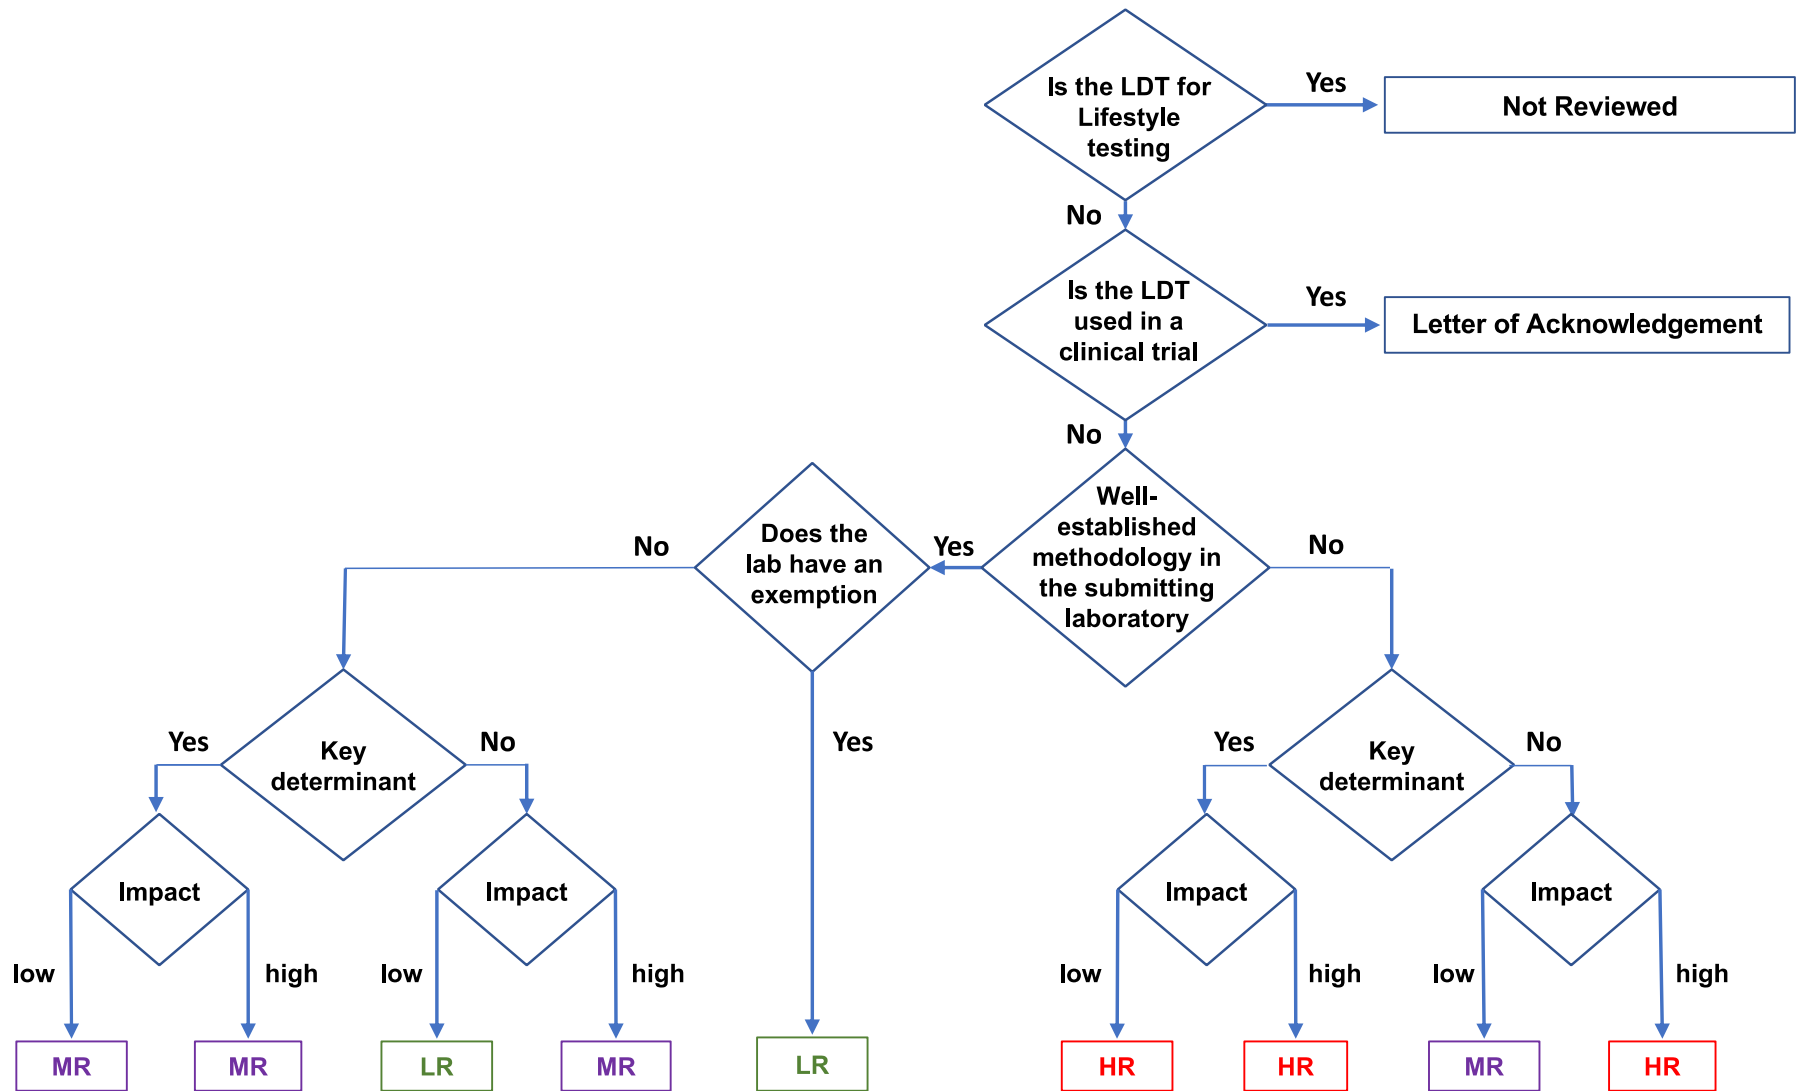 Is the LDT for
Lifestyle
testing
Yes
Not Reviewed
No
Is the LDT
used in a
clinical trial
Yes
Letter of Acknowledgement
No
Well-
established
methodology in
the submitting
laboratory
Yes
No
Does the
lab have an
exemption
No
Yes
Key
determinant
Yes
No
Key
determinant
Yes
No
Impact
low
high
Impact
low
high
Impact
low
high
Impact
low
high
MR
MR
LR
MR
LR
HR
HR
MR
HR